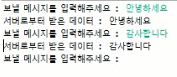 보낼 메시지를 입력해주세요 : 안녕하세요
서버로부터 받은 데이터 : 안녕하세요
보낼 메시지를 입력해주세요 : 감사합니다
서버로부터 받은 데이터 : 감사합니다
보낼 메시지를 입력해주세요 :